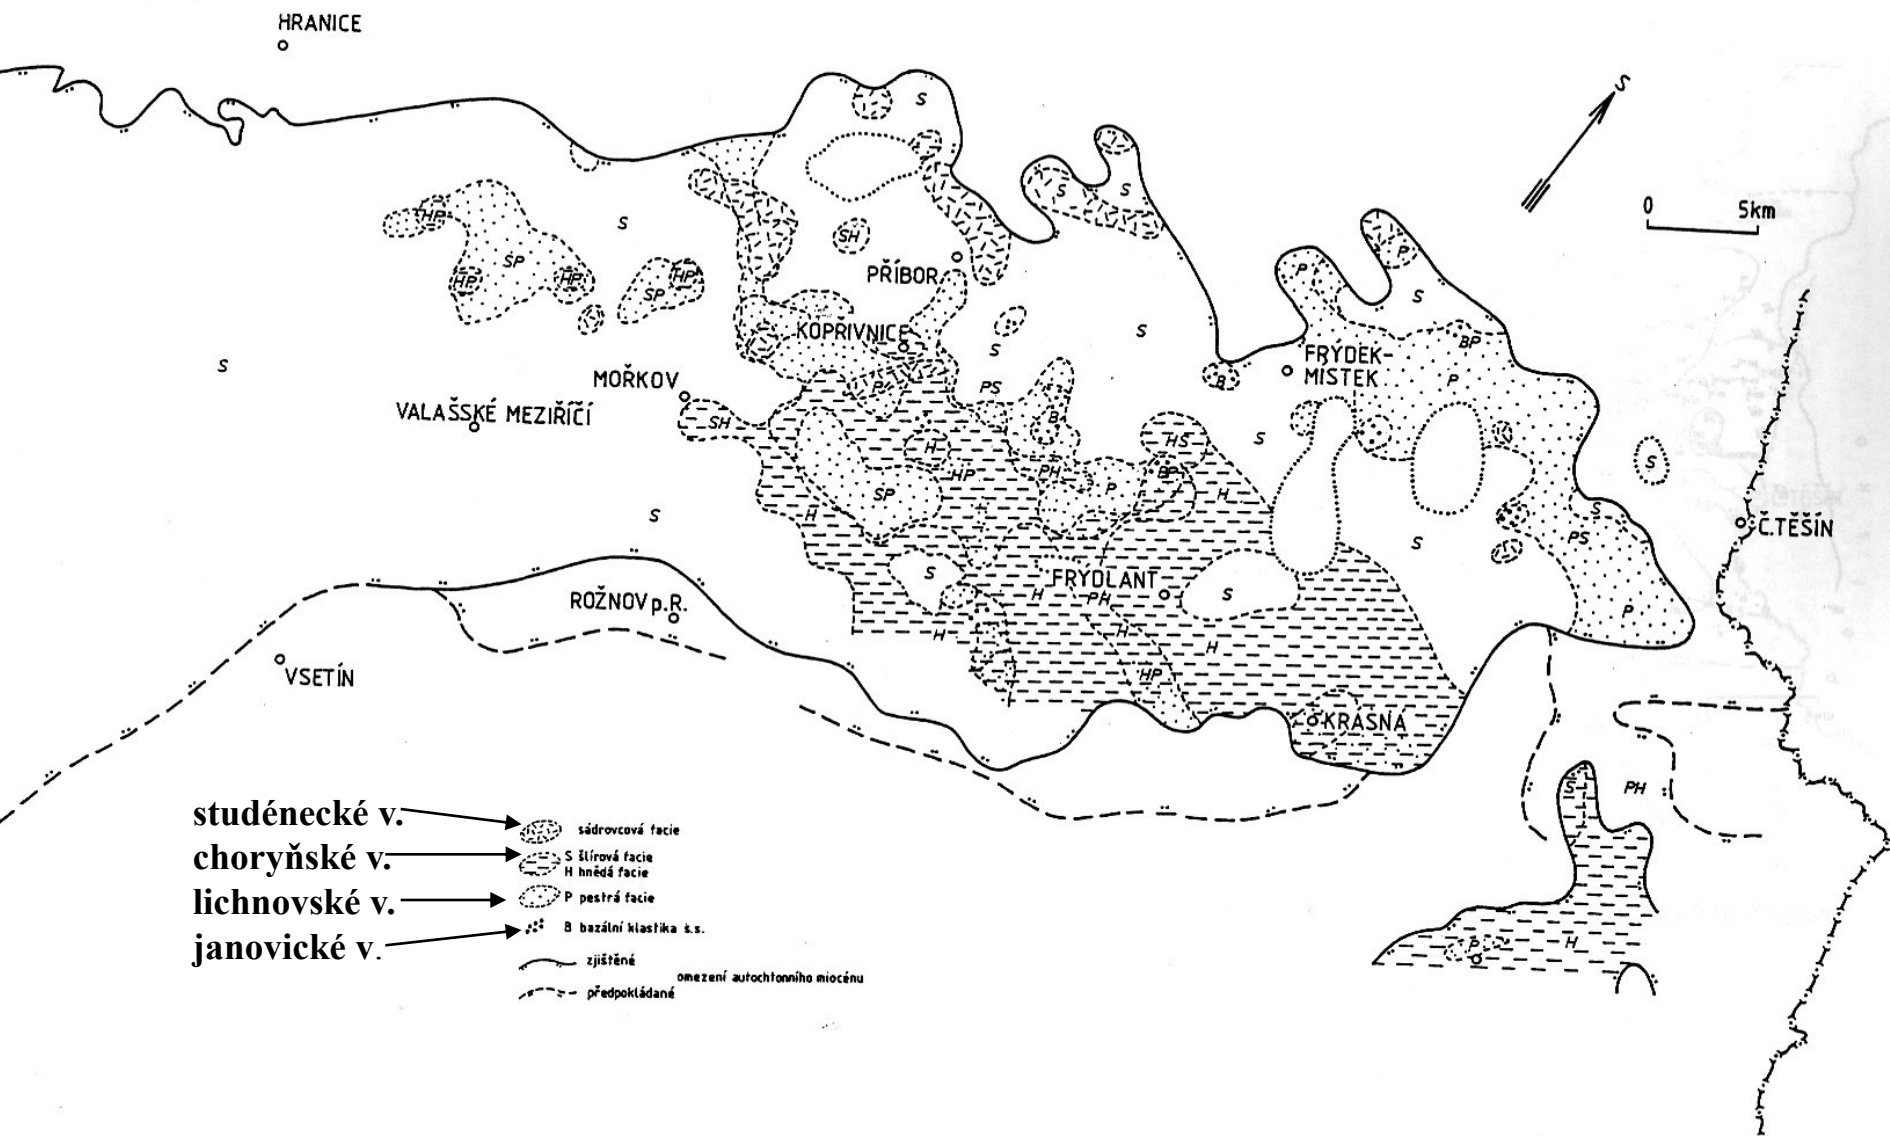 HRANICE
S
S
0 5km
S
S
HP
S
SH
P
ŠP
PŘÍBOR
P
S
HP
HP
HP
SP
KOPŘIVNICE
S
S
BP
FRÝDEK-
MÍSTEK
S
MOŘKOV
P
PS
B
P
VALAŠSKÉ MEZIŘÍČÍ
SH
B
HS
S
H
HP
PH
BP
P
S
SP
H
S
H
S
PS
S
Č.TĚŠÍN
S
FRÝDLANT
H
PH
S
P
ROŽNOV p.R.
H
H
H
VSETÍN
HP
KRÁSNÁ
S
PH
studénecké v.
sádrovcová facie
choryňské v.
S šlírová facie
H hnědá facie
lichnovské v.
P pestrá facie
janovické v.
B bazální klastika š.s.
P
H
zjištěné
omezení autochtonního miocénu
předpokládané